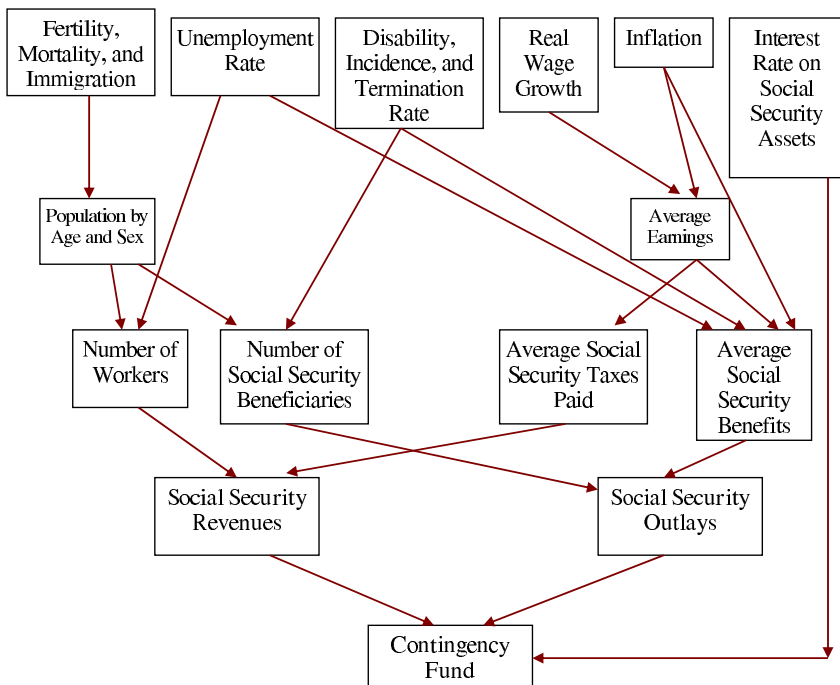 Fertility,
Mortality, and
Immigration
Unemployment
Rate
Disability,
Incidence, and
Termination
Rate
Real
Wage
Growth
Inflation
Interest
Rate on
Social
Security
Assets
Population by
Age and Sex
Average
Earnings
Number of
Workers
Number of
Social Security
Beneficiaries
Average Social
Security Taxes
Paid
Average
Social
Security
Benefits
Social Security
Revenues
Social Security
Outlays
Contingency
Fund